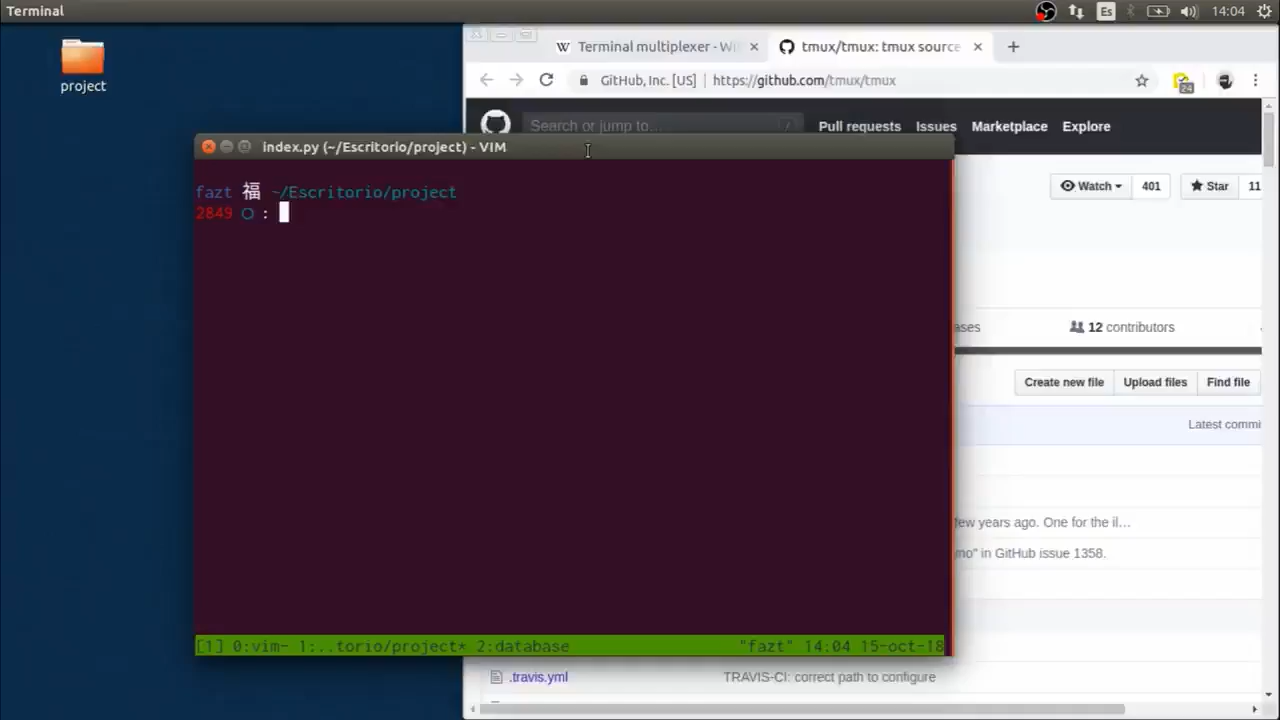 Terminal
Es
14:04
project
Terminal multiplexer - Wi
tmux/tmux: tmux source
GitHub, Inc. [US] | https://github.com/tmux/tmux
24
Search or jump to… /
Pull requests Issues Marketplace Explore
index.py (~/Escritorio/project) - VIM
Watch 401 Star 11
fazt 福 ~/Escritorio/project
2849 ○ :
ases 12 contributors
Create new file Upload files Find file
Latest commi
few years ago. One for the il…
mo" in GitHub issue 1358.
[1] 0:vim- 1:..torio/project* 2:database "fazt" 14:04 15-oct-18
.travis.yml TRAVIS-CI: correct path to configure